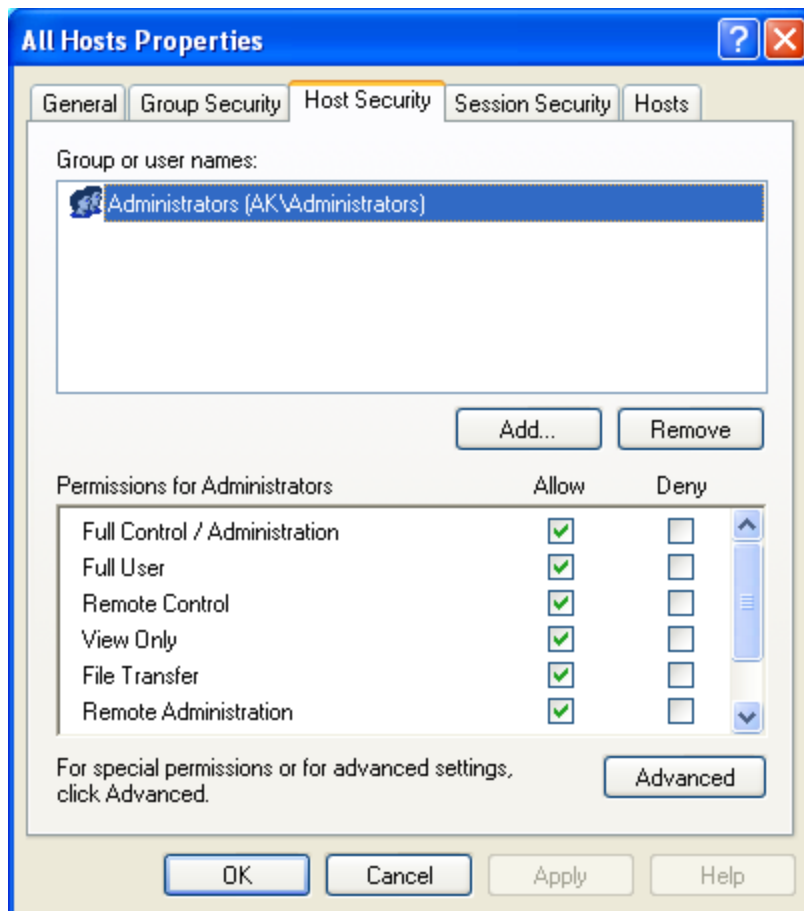 All Hosts Properties
General Group Security Host Security Session Security Hosts
Group or user names:
Administrators (AK\Administrators)
Add... Remove
Permissions for Administrators Allow Deny
Full Control / Administration
Full User
Remote Control
View Only
File Transfer
Remote Administration
For special permissions or for advanced settings,
click Advanced.
Advanced
OK Cancel Apply Help